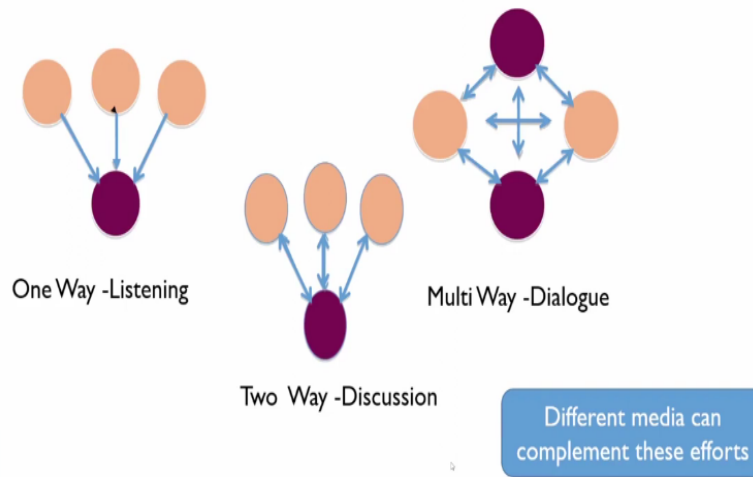 One Way -Listening
Two Way -Discussion
Multi Way -Dialogue
Different media can
complement these efforts